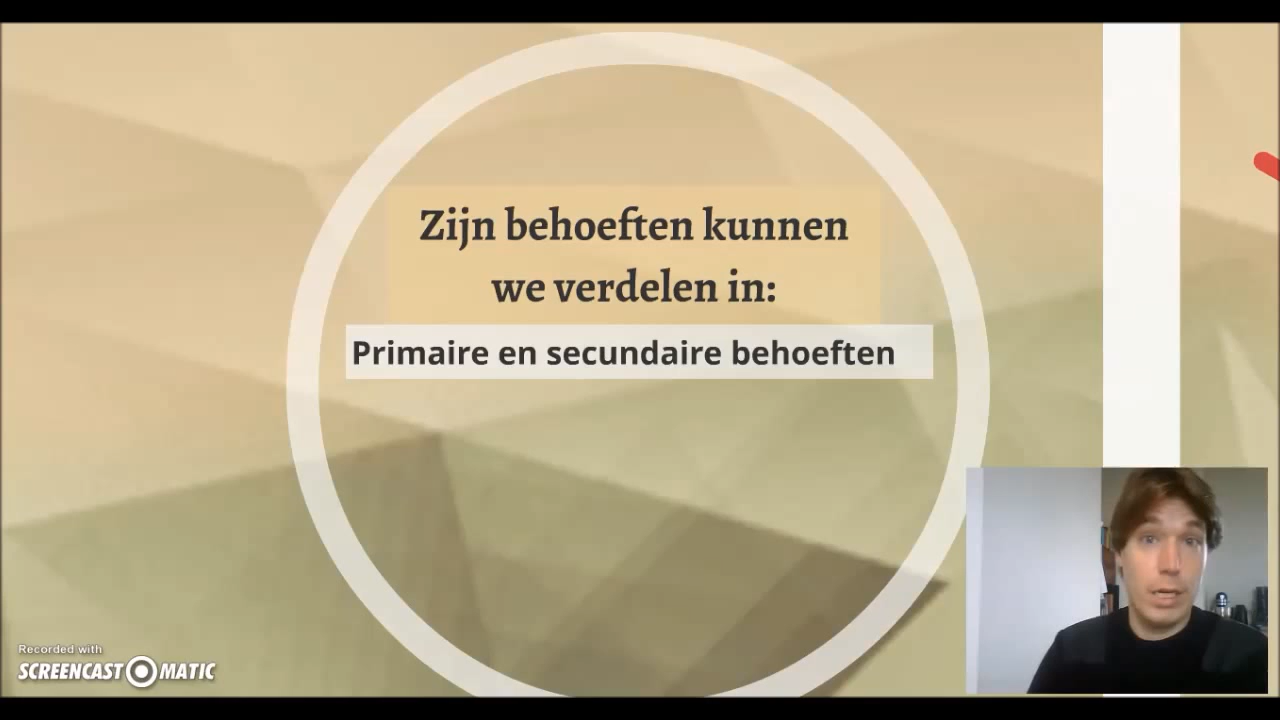 Zijn behoeften kunnen
we verdelen in:
Primaire en secundaire behoeften
Recorded with
SCREENCAST MATIC